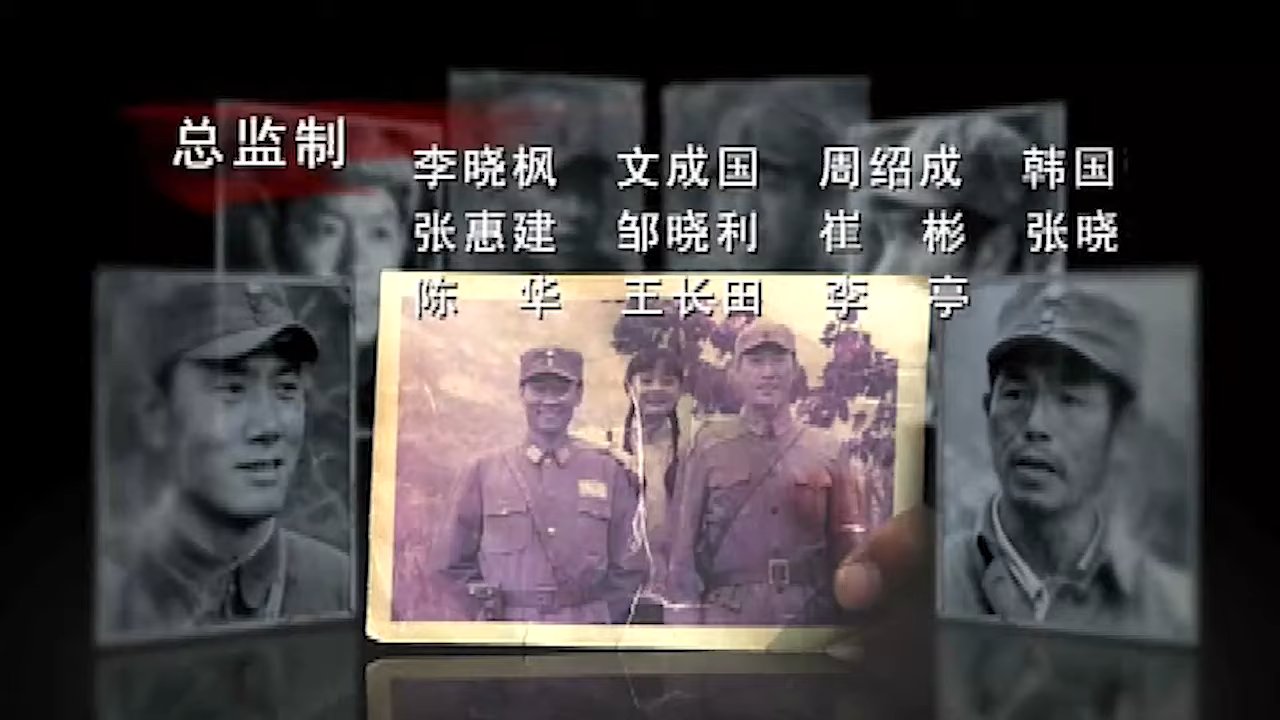 总监制
李晓枫 文成国 周绍成 韩国
张惠建 邹晓利 崔 彬 张晓
陈 华 王长田 李 亭